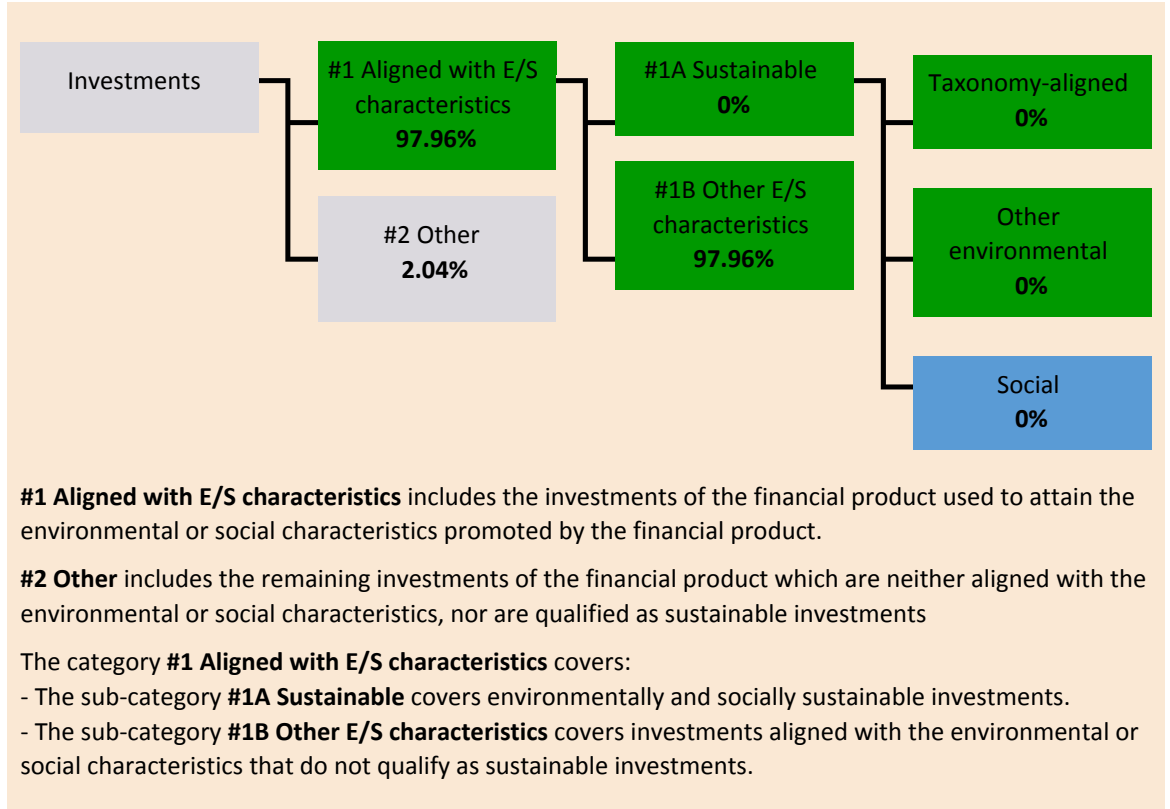 Investments
#1 Aligned with E/S
characteristics
97.96%
#2 Other
2.04%
#1A Sustainable
0%
#1B Other E/S
characteristics
97.96%
Taxonomy-aligned
0%
Other
environmental
0%
Social
0%
#1 Aligned with E/S characteristics includes the investments of the financial product used to attain the
environmental or social characteristics promoted by the financial product.
#2 Other includes the remaining investments of the financial product which are neither aligned with the
environmental or social characteristics, nor are qualified as sustainable investments
The category #1 Aligned with E/S characteristics covers:
- The sub-category #1A Sustainable covers environmentally and socially sustainable investments.
- The sub-category #1B Other E/S characteristics covers investments aligned with the environmental or
social characteristics that do not qualify as sustainable investments.